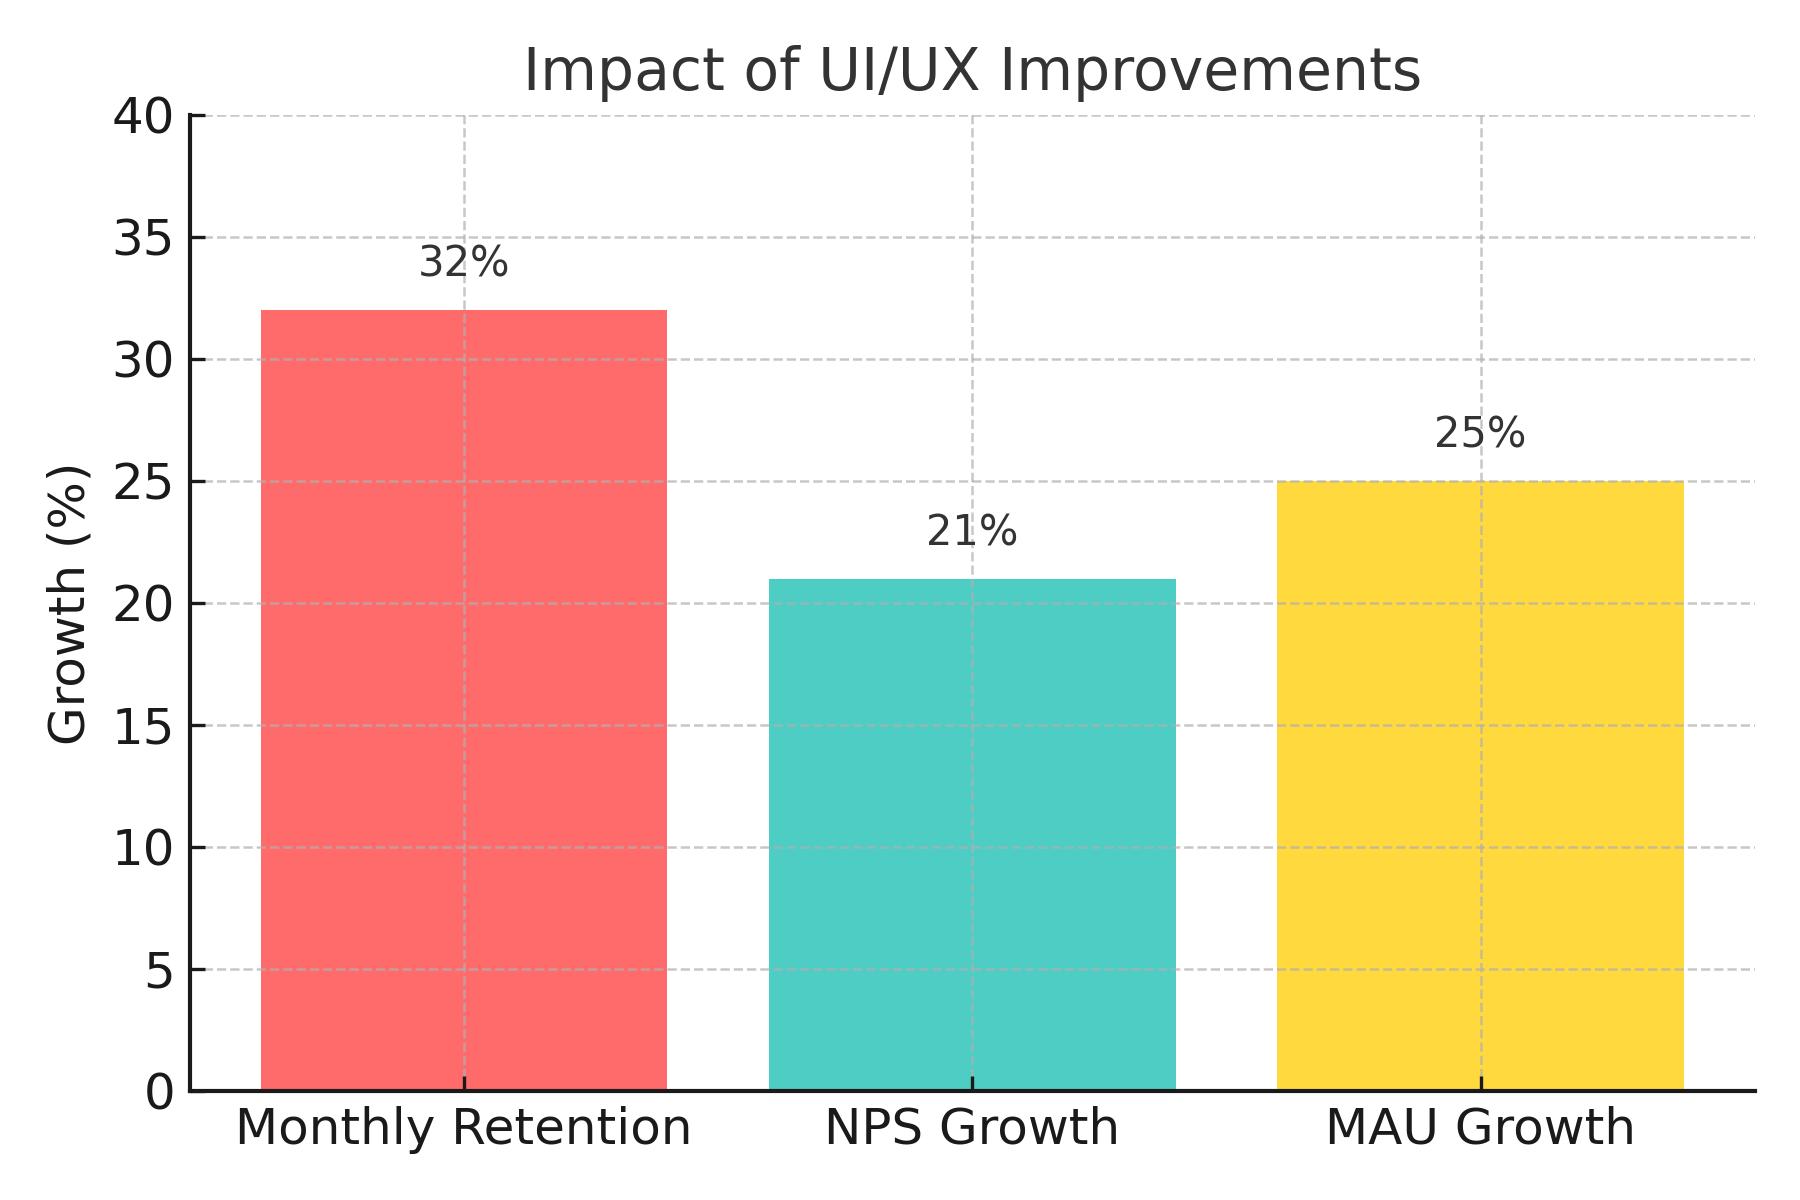 Impact of UI/UX Improvements
Growth (%)
40
35
30
25
20
15
10
5
0
32%
21%
25%
Monthly Retention
NPS Growth
MAU Growth